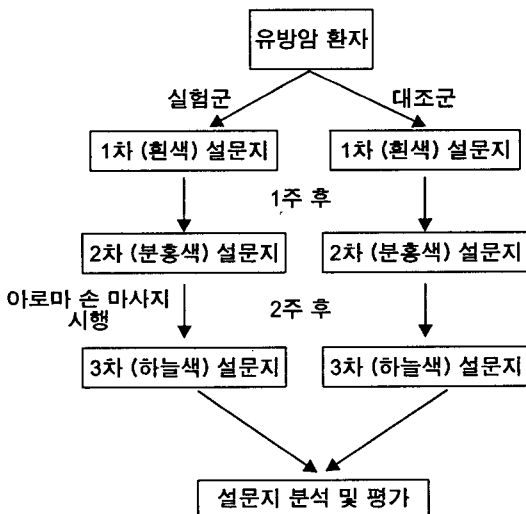 유방암 환자
실험군
대조군
1차 (흰색) 설문지
1차 (흰색) 설문지
1주 후
2차 (분홍색) 설문지
2차 (분홍색) 설문지
아로마 손 마사지
시행
2주 후
3차 (하늘색) 설문지
3차 (하늘색) 설문지
설문지 분석 및 평가